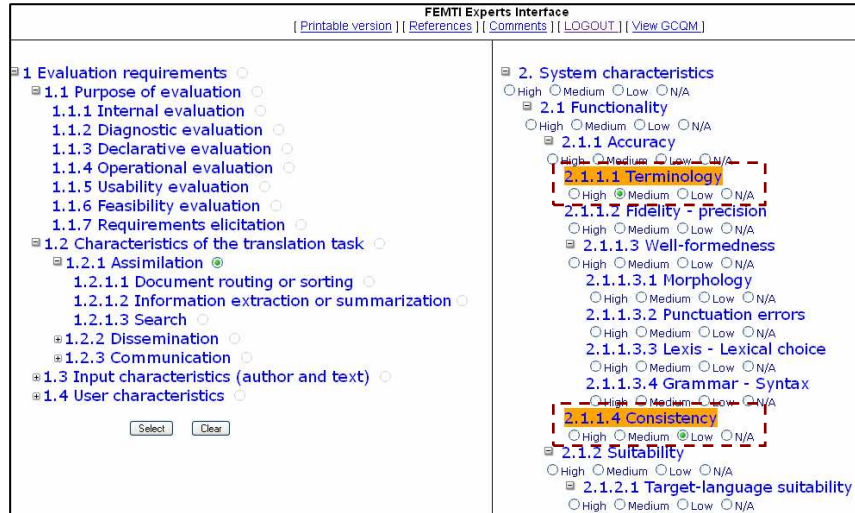 FEMTI Experts Interface
[ Printable version ] [ References ] [ Comments ] [ LOGOUT ] [ View GCQM ]
1 Evaluation requirements
1.1 Purpose of evaluation
1.1.1 Internal evaluation
1.1.2 Diagnostic evaluation
1.1.3 Declarative evaluation
1.1.4 Operational evaluation
1.1.5 Usability evaluation
1.1.6 Feasibility evaluation
1.1.7 Requirements elicitation
1.2 Characteristics of the translation task
1.2.1 Assimilation
1.2.1.1 Document routing or sorting
1.2.1.2 Information extraction or summarization
1.2.1.3 Search
1.2.2 Dissemination
1.2.3 Communication
1.3 Input characteristics (author and text)
1.4 User characteristics
Select Clear
2. System characteristics
High Medium Low N/A
2.1 Functionality
High Medium Low N/A
2.1.1 Accuracy
High Medium Low N/A
2.1.1.1 Terminology
High Medium Low N/A
2.1.1.2 Fidelity - precision
High Medium Low N/A
2.1.1.3 Well-formedness
High Medium Low N/A
2.1.1.3.1 Morphology
High Medium Low N/A
2.1.1.3.2 Punctuation errors
High Medium Low N/A
2.1.1.3.3 Lexis - Lexical choice
High Medium Low N/A
2.1.1.3.4 Grammar - Syntax
High Medium Low N/A
2.1.1.4 Consistency
High Medium Low N/A
2.1.2 Suitability
High Medium Low N/A
2.1.2.1 Target-language suitability
High Medium Low N/A